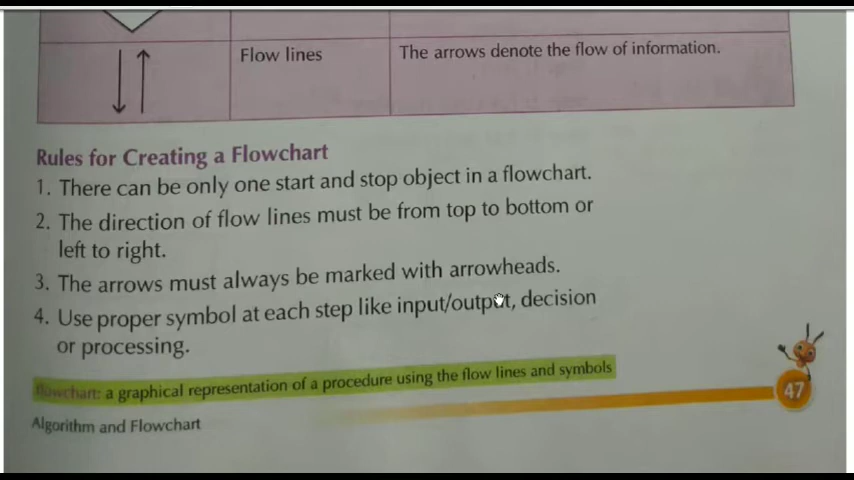 Flow lines
The arrows denote the flow of information.
Rules for Creating a Flowchart
1. There can be only one start and stop object in a flowchart.
2. The direction of flow lines must be from top to bottom or
left to right.
3. The arrows must always be marked with arrowheads.
4. Use proper symbol at each step like input/output, decision
or processing.
flowchart: a graphical representation of a procedure using the flow lines and symbols
47
Algorithm and Flowchart